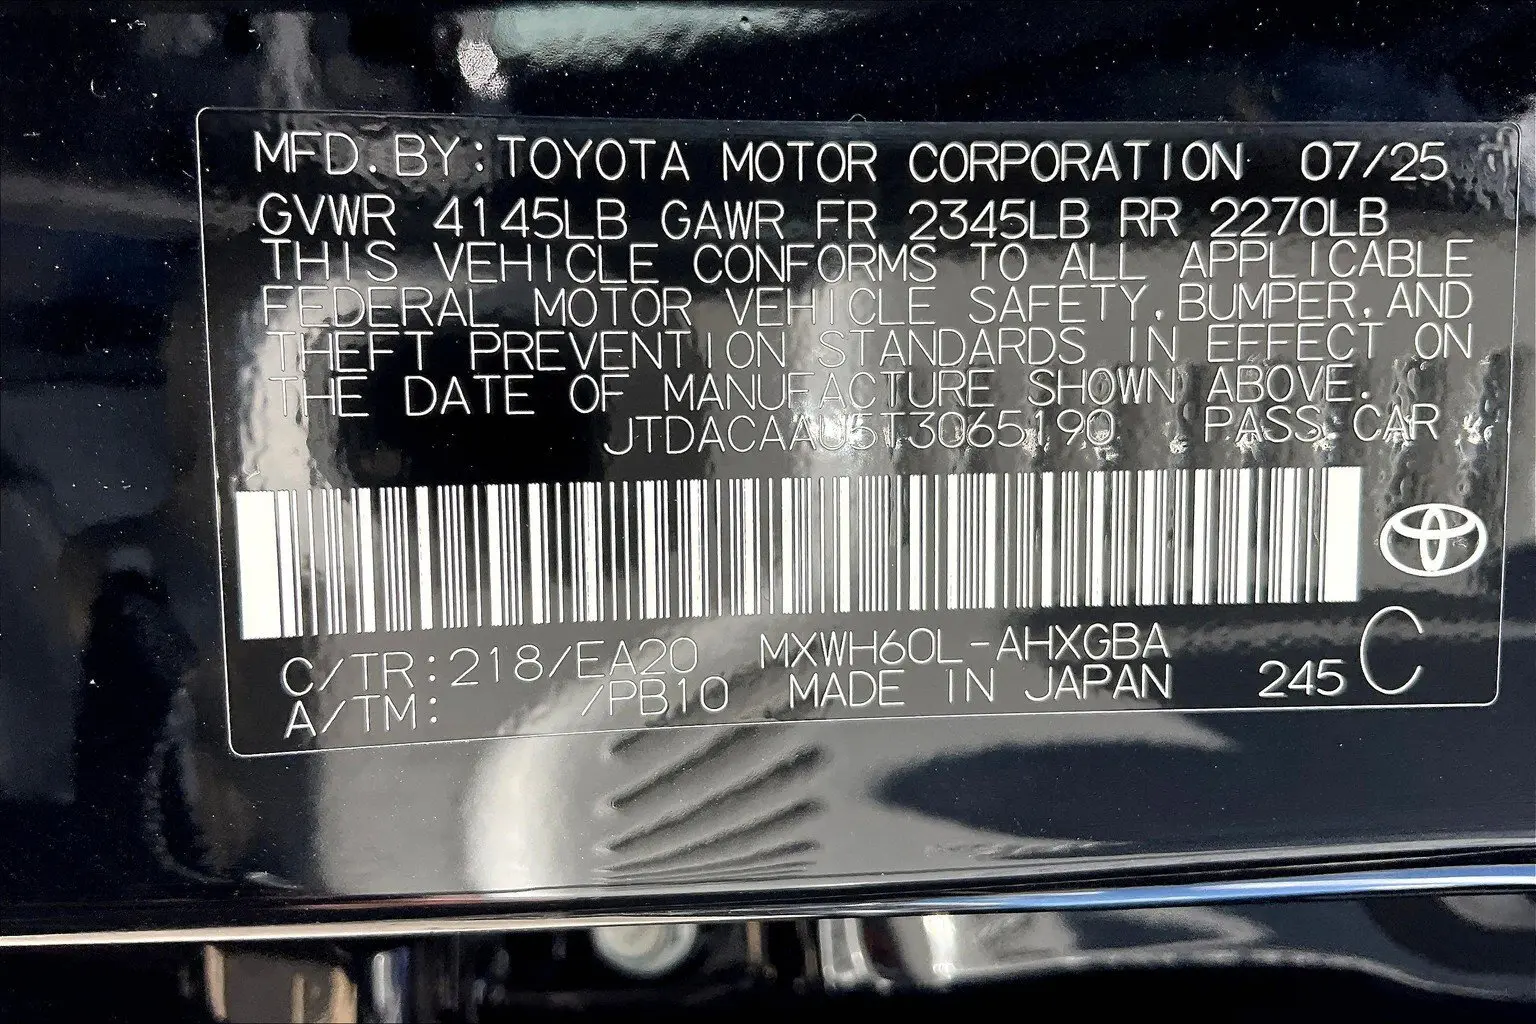 MFD. BY: TOYOTA MOTOR CORPORATION 07/25
GVWR 4145LB GAWR FR 2345LB RR 2270LB
THIS VEHICLE CONFORMS TO ALL APPLICABLE
FEDERAL MOTOR VEHICLE SAFETY, BUMPER, AND
THEFT PREVENTION STANDARDS IN EFFECT ON
THE DATE OF MANUFACTURE SHOWN ABOVE.
JTDACAAU5T3065190 PASS CAR
C/TR: 218/EA20 MXWH60L-AHXGBA
A/TM: /PB10 MADE IN JAPAN 245 C